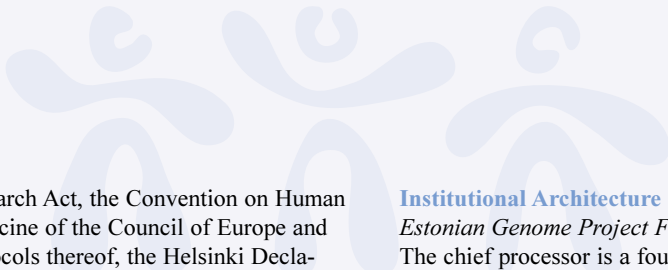 arch Act, the Convention on Human
cine of the Council of Europe and
cols thereof, the Helsinki Decla-
Institutional Architecture
Estonian Genome Project F
The chief processor is a fou